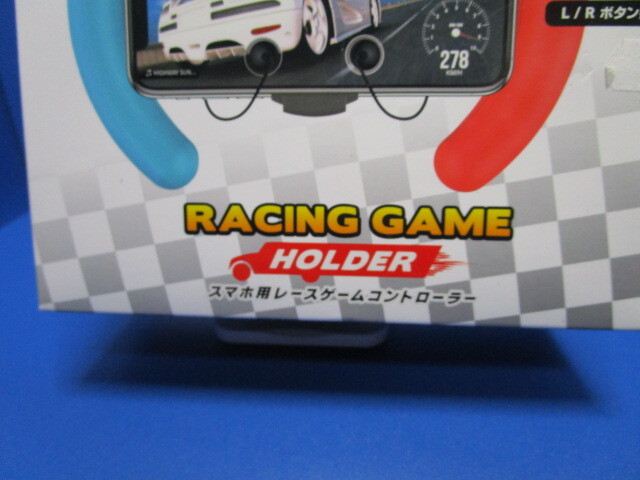 L / R ボタン
278
KM/H
RACING GAME
HOLDER
スマホ用レースゲームコントローラー